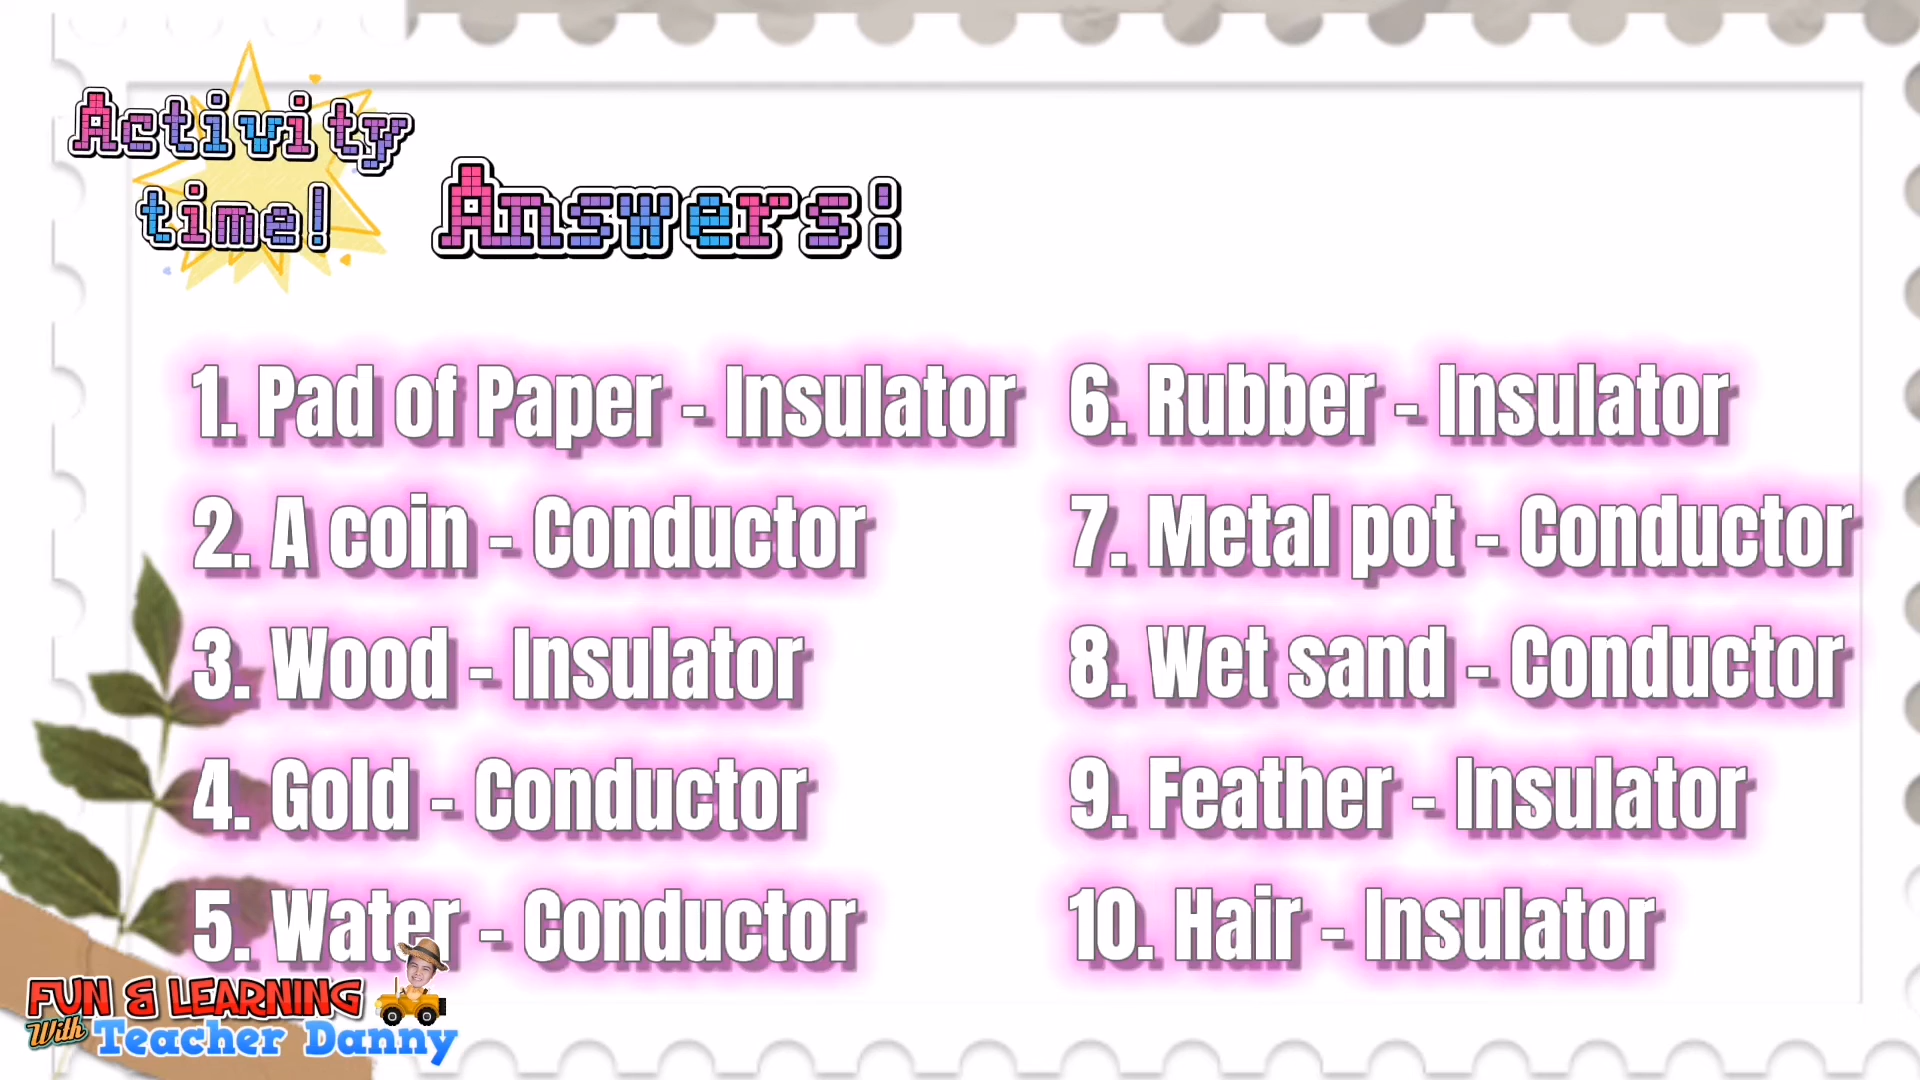 Activity
time!
Answers:
1. Pad of Paper - Insulator
2. A coin - Conductor
3. Wood - Insulator
4. Gold - Conductor
5. Water - Conductor
6. Rubber - Insulator
7. Metal pot - Conductor
8. Wet sand - Conductor
9. Feather - Insulator
10. Hair - Insulator
FUN & LEARNING
With Teacher Danny